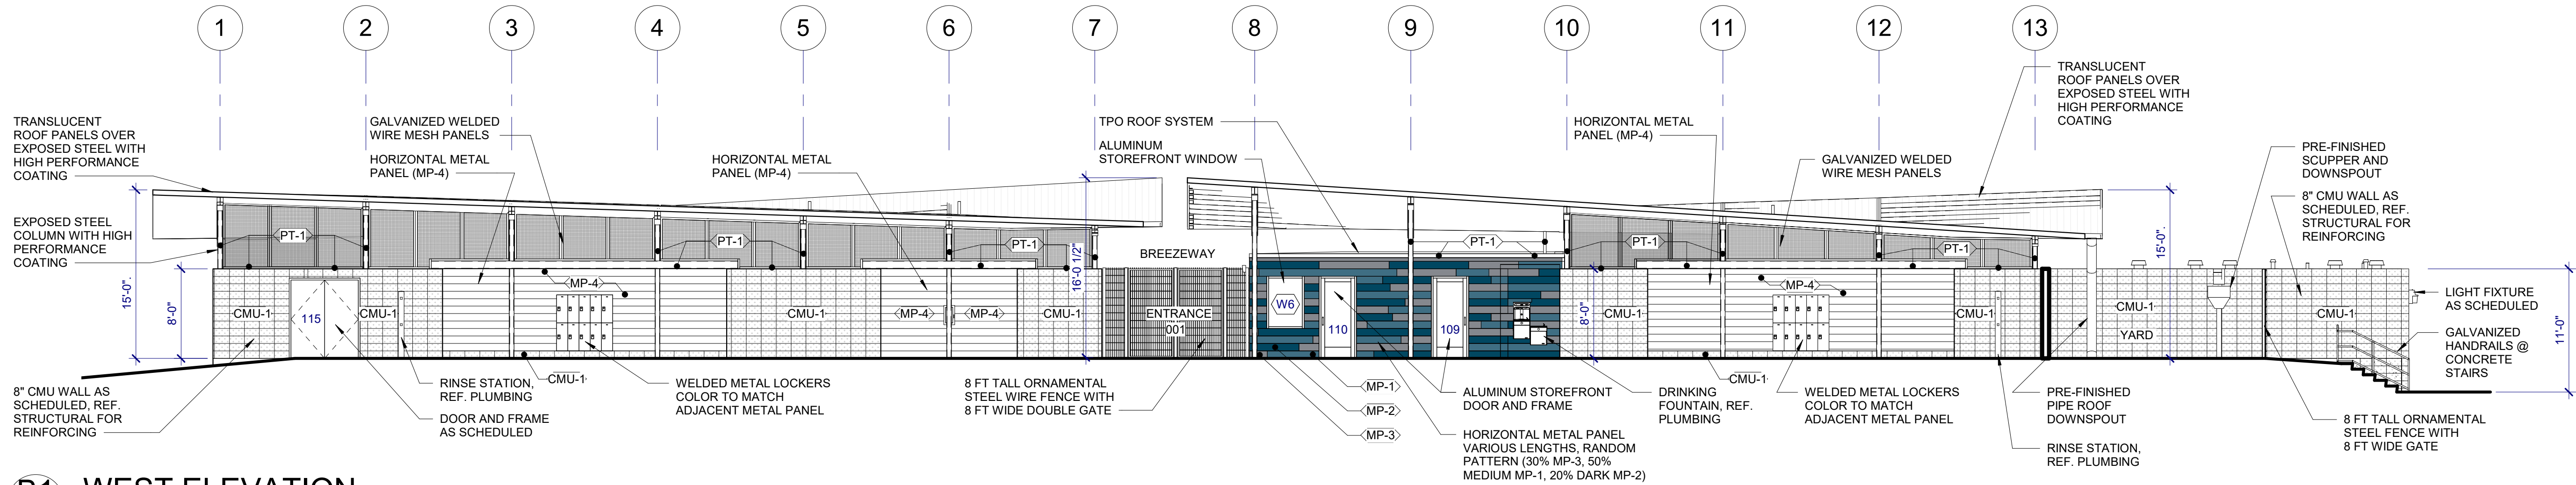 1
2
3
4
5
6
7
8
9
10
11
12
13
TRANSLUCENT
ROOF PANELS OVER
EXPOSED STEEL WITH
HIGH PERFORMANCE
COATING
GALVANIZED WELDED
WIRE MESH PANELS
HORIZONTAL METAL
PANEL (MP-4)
HORIZONTAL METAL
PANEL (MP-4)
TPO ROOF SYSTEM
ALUMINUM
STOREFRONT WINDOW
HORIZONTAL METAL
PANEL (MP-4)
GALVANIZED WELDED
WIRE MESH PANELS
TRANSLUCENT
ROOF PANELS OVER
EXPOSED STEEL WITH
HIGH PERFORMANCE
COATING
PRE-FINISHED
SCUPPER AND
DOWNSPOUT
8" CMU WALL AS
SCHEDULED, REF.
STRUCTURAL FOR
REINFORCING
EXPOSED STEEL
COLUMN WITH HIGH
PERFORMANCE
COATING
15'-0"
8'-0"
PT-1
PT-1
PT-1
16'-0 1/2"
BREEZEWAY
PT-1
PT-1
PT-1
15'-0"
11'-0"
CMU-1
115
CMU-1
MP-4
CMU-1
MP-4
MP-4
CMU-1
ENTRANCE
001
W6
110
109
8'-0"
CMU-1
MP-4
CMU-1
CMU-1
YARD
CMU-1
LIGHT FIXTURE
AS SCHEDULED
GALVANIZED
HANDRAILS @
CONCRETE
STAIRS
8" CMU WALL AS
SCHEDULED, REF.
STRUCTURAL FOR
REINFORCING
DOOR AND FRAME
AS SCHEDULED
RINSE STATION,
REF. PLUMBING
CMU-1
WELDED METAL LOCKERS
COLOR TO MATCH
ADJACENT METAL PANEL
8 FT TALL ORNAMENTAL
STEEL WIRE FENCE WITH
8 FT WIDE DOUBLE GATE
MP-1
MP-2
MP-3
ALUMINUM STOREFRONT
DOOR AND FRAME
HORIZONTAL METAL PANEL
VARIOUS LENGTHS, RANDOM
PATTERN (30% MP-3, 50%
MEDIUM MP-1, 20% DARK MP-2)
DRINKING
FOUNTAIN, REF.
PLUMBING
CMU-1
WELDED METAL LOCKERS
COLOR TO MATCH
ADJACENT METAL PANEL
PRE-FINISHED
PIPE ROOF
DOWNSPOUT
RINSE STATION,
REF. PLUMBING
8 FT TALL ORNAMENTAL
STEEL FENCE WITH
8 FT WIDE GATE
B1 WEST ELEVATION